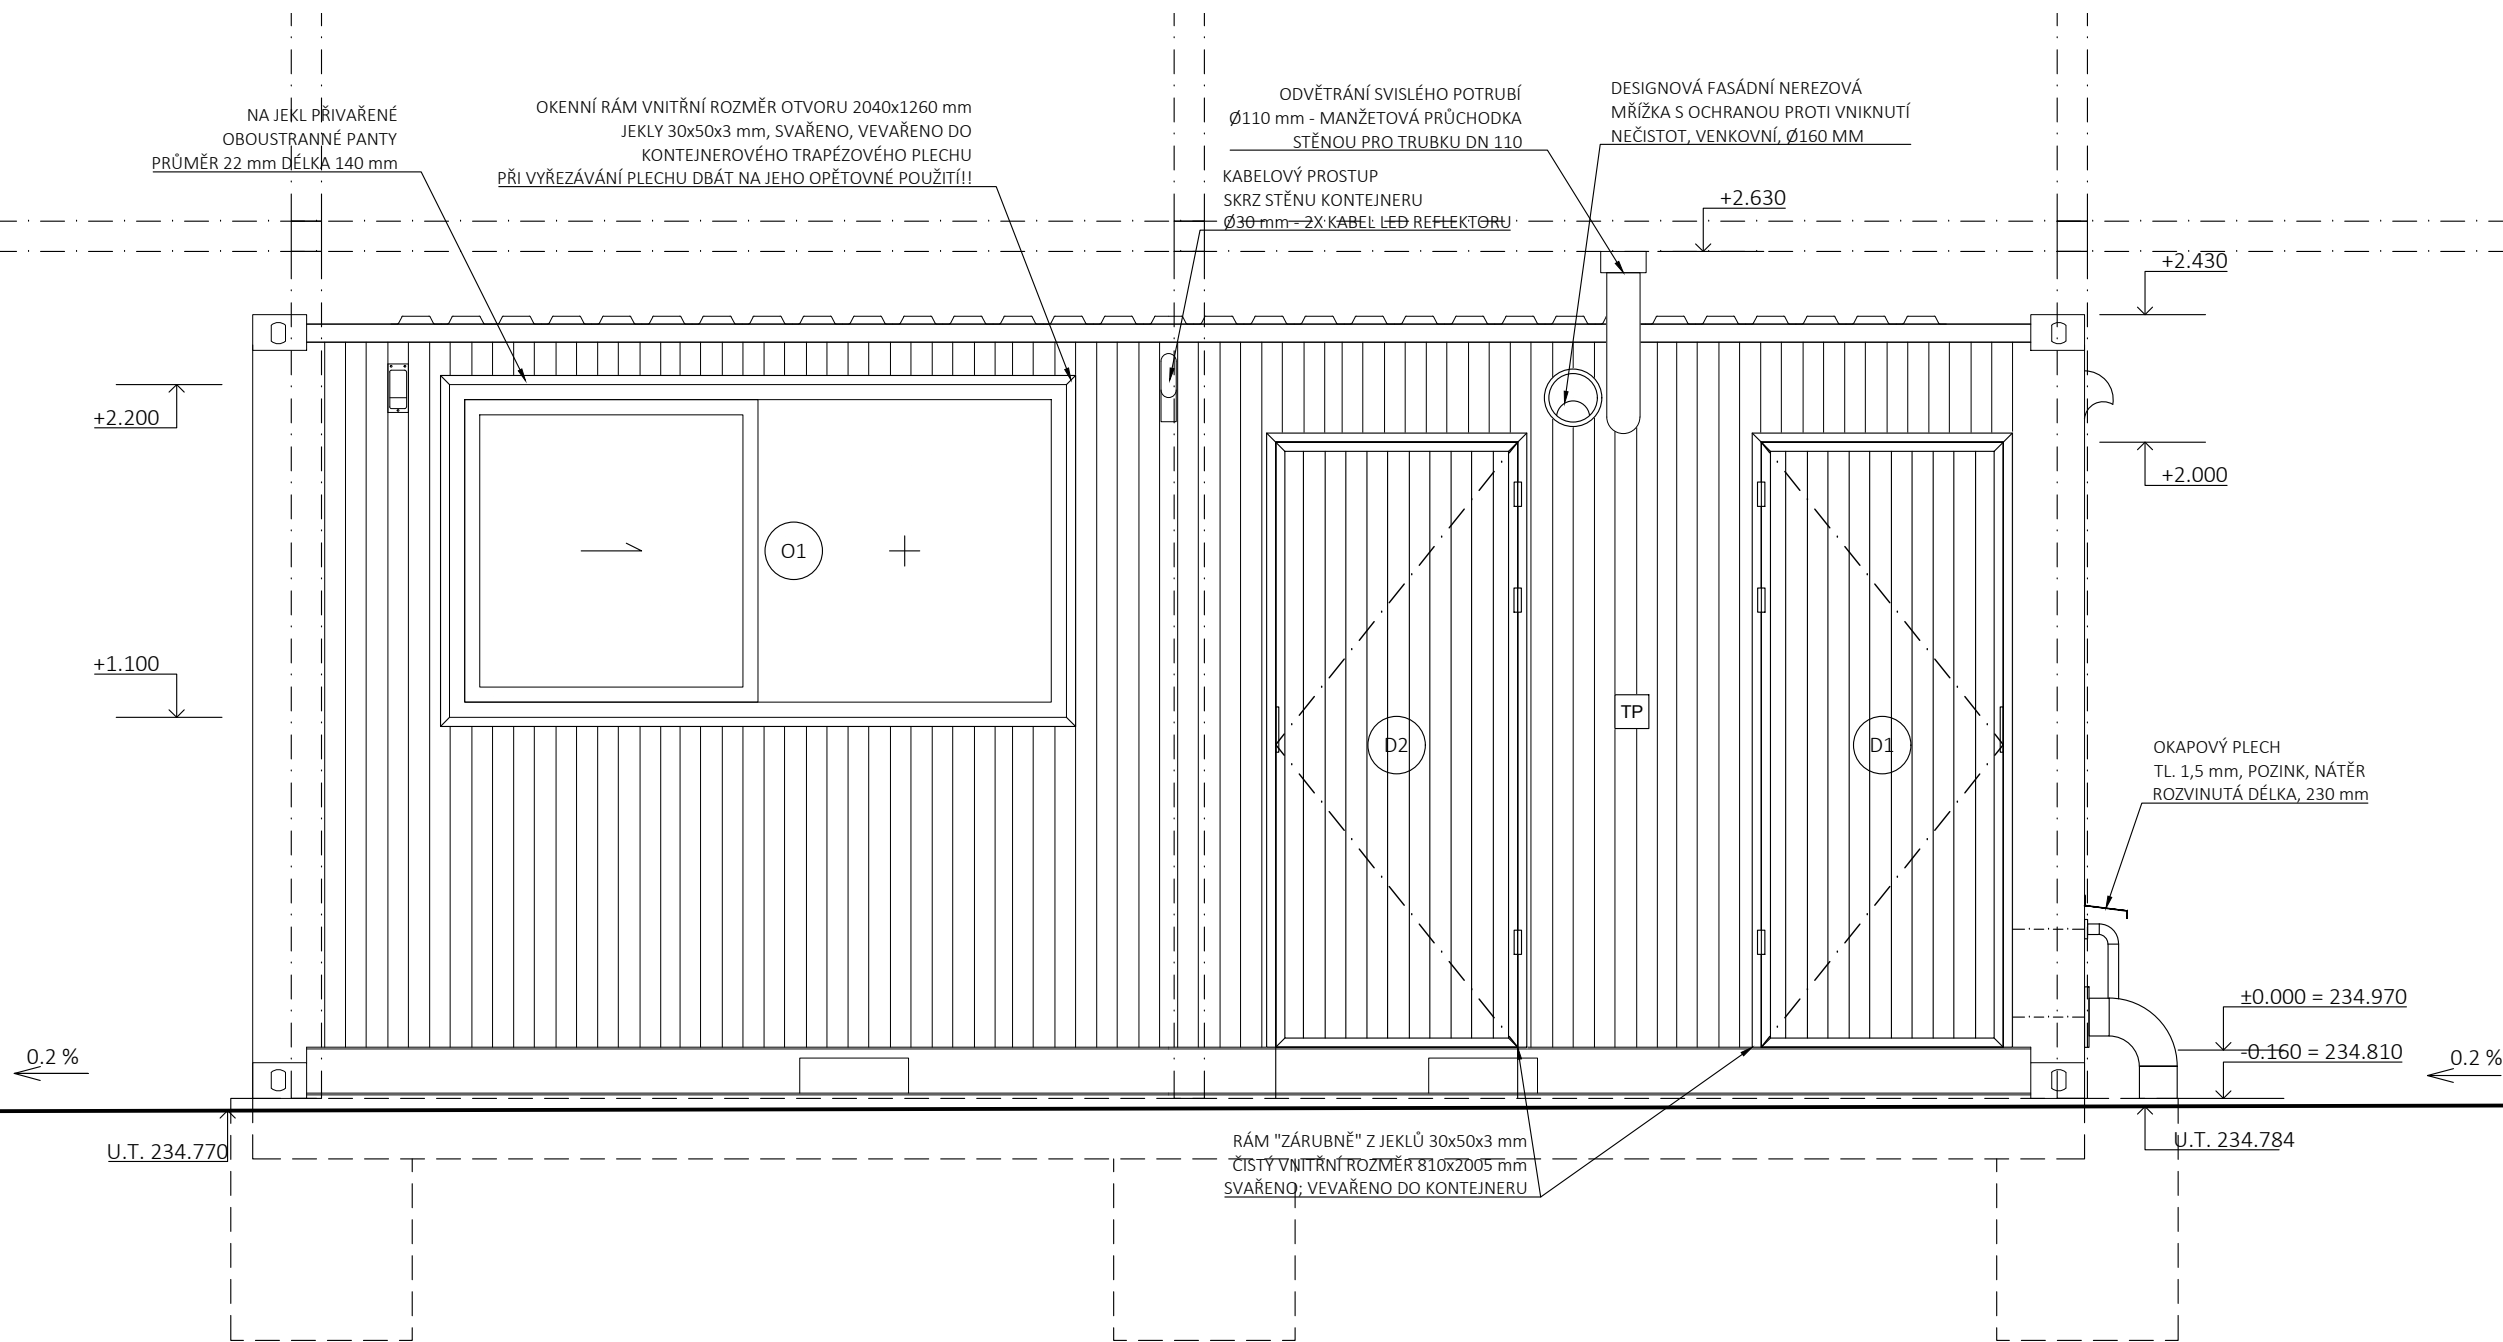 NA JEKL PŘIVAŘENÉ
OBOUSTRANNÉ PANTY
PRŮMĚR 22 mm DÉLKA 140 mm
OKENNÍ RÁM VNITŘNÍ ROZMĚR OTVORU 2040x1260 mm
JEKLY 30x50x3 mm, SVAŘENO, VEVAŘENO DO
KONTEJNEROVÉHO TRAPÉZOVÉHO PLECHU
PŘI VYŘEZÁVÁNÍ PLECHU DBÁT NA JEHO OPĚTOVNÉ POUŽITÍ!!
ODVĚTRÁNÍ SVISLÉHO POTRUBÍ
Ø110 mm - MANŽETOVÁ PRŮCHODKA
STĚNOU PRO TRUBKU DN 110
KABELOVÝ PROSTUP
SKRZ STĚNU KONTEJNERU
Ø30 mm - 2X KABEL LED REFLEKTORU
DESIGNOVÁ FASÁDNÍ NEREZOVÁ
MŘÍŽKA S OCHRANOU PROTI VNIKNUTÍ
NEČISTOT, VENKOVNÍ, Ø160 MM
+2.630
+2.430
+2.200
+2.000
O1
+1.100
TP
D2
D1
OKAPOVÝ PLECH
TL. 1,5 mm, POZINK, NÁTĚR
ROZVINUTÁ DÉLKA, 230 mm
±0.000 = 234.970
-0.160 = 234.810
0.2 %
0.2 %
U.T. 234.770
U.T. 234.784
RÁM "ZÁRUBNĚ" Z JEKLŮ 30x50x3 mm
ČISTÝ VNITŘNÍ ROZMĚR 810x2005 mm
SVAŘENO; VEVAŘENO DO KONTEJNERU